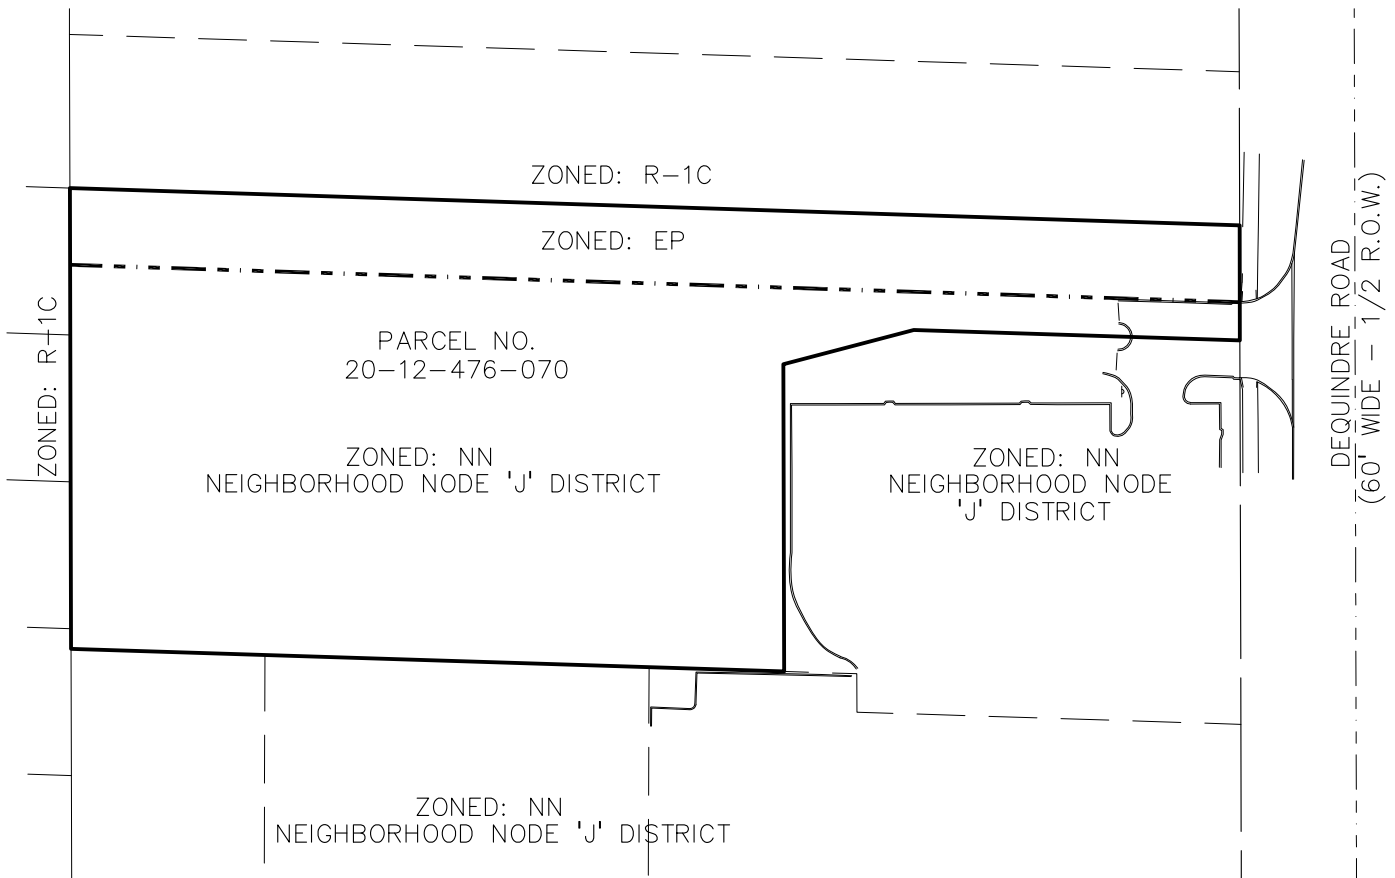 ZONED: R-1C
ZONED: EP
PARCEL NO.
20-12-476-070
ZONED: R-1C
ZONED: NN
NEIGHBORHOOD NODE 'J' DISTRICT
ZONED: NN
NEIGHBORHOOD NODE
'J' DISTRICT
DEQUINDRE ROAD
(60' WIDE - 1/2 R.O.W.)
ZONED: NN
NEIGHBORHOOD NODE 'J' DISTRICT